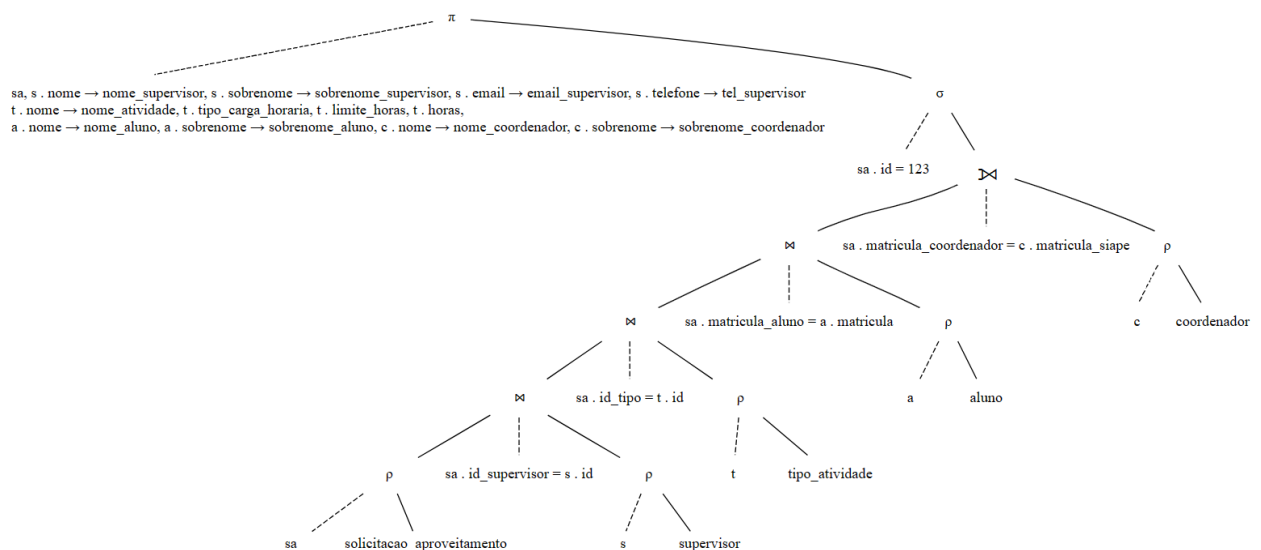 π
sa, s . nome → nome_supervisor, s . sobrenome → sobrenome_supervisor, s . email → email_supervisor, s . telefone → tel_supervisor
t . nome → nome_atividade, t . tipo_carga_horaria, t . limite_horas, t . horas,
a . nome → nome_aluno, a . sobrenome → sobrenome_aluno, c . nome → nome_coordenador, c . sobrenome → sobrenome_coordenador
σ
sa . id = 123
⟕
⋈
sa . matricula_coordenador = c . matricula_siape
ρ
⋈
sa . matricula_aluno = a . matricula
ρ
c
coordenador
⋈
sa . id_tipo = t . id
ρ
a
aluno
ρ
sa . id_supervisor = s . id
ρ
t
tipo_atividade
sa
solicitacao_aproveitamento
s
supervisor